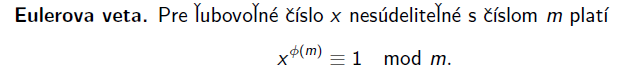 Eulerova veta. Pre ľubovoľné číslo x nesúdeliteľné s číslom m platí
x^{ϕ(m)} ≡ 1 mod m.